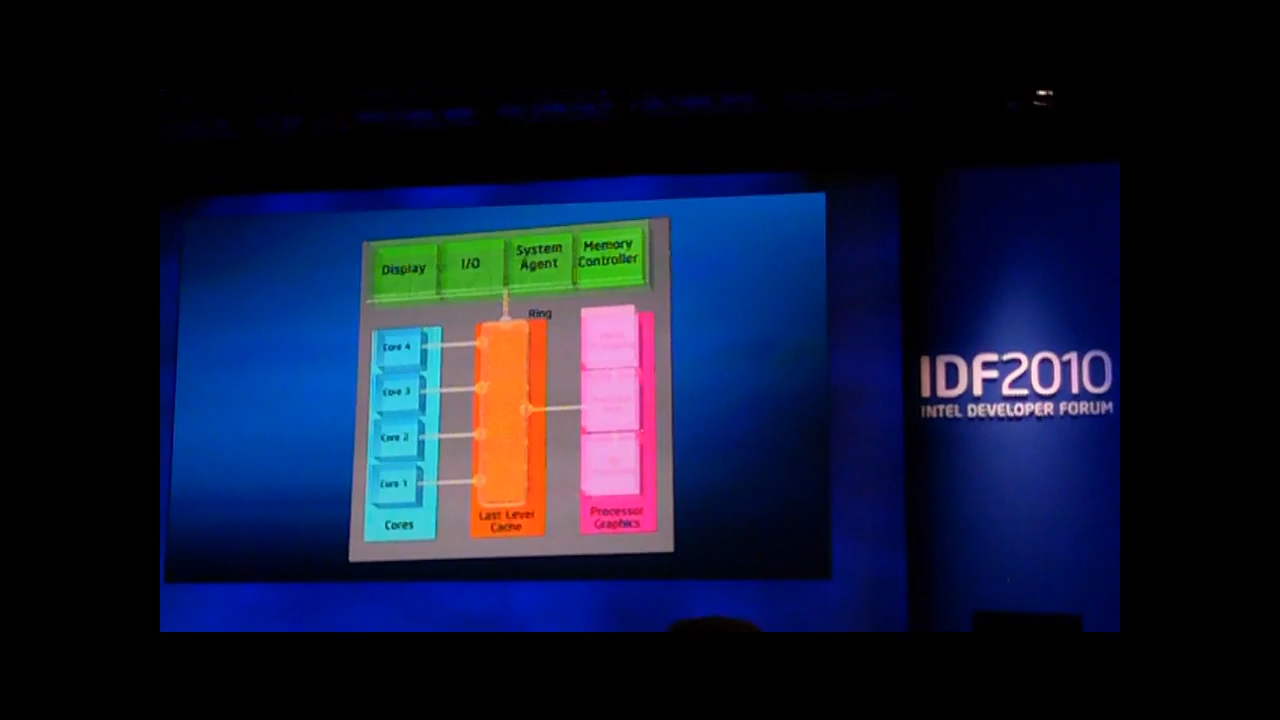 Display
I/O
System
Agent
Memory
Controller
Ring
Core 4
Core 3
Core 2
Core 1
Cores
Last Level
Cache
Processor
Graphics
IDF2010
INTEL DEVELOPER FORUM